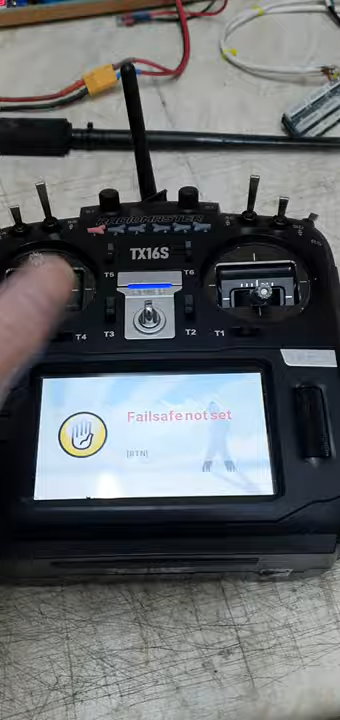 RADIOMASTER
TX16S
T5
T6
T4
T3
T2
T1
Failsafe not set
[RTN]